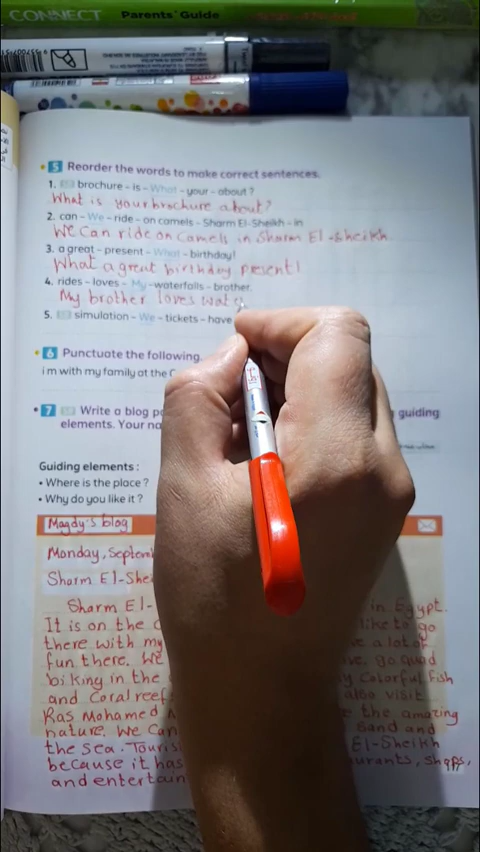 CONNECT Parents' Guide
5 Reorder the words to make correct sentences.
1. brochure - is - What - your - about ?
What is your brochure about?
2. can - We - ride - on camels - Sharm El-Sheikh - in
We Can ride on Camels in Sharm El-Sheikh
3. a great - present - What - birthday!
What a great birthday present!
4. rides - loves - My - waterfalls - brother.
My brother loves wate
5. simulation - We - tickets - have
6 Punctuate the following.
i m with my family at the
7 Write a blog guiding
elements. Your
Guiding elements :
• Where is the place ?
• Why do you like it ?
Magdy's blog
Monday,
Sharm El-
Sharm El- in Egypt.
It is on the like to go
there with my a lot of
fun there. We go quad
biking in the Colorful fish
and Coral reef also visit
Ras Mohamed the amazing
nature. We Can sand and
the sea. El-Sheikh
because it has shops,
and